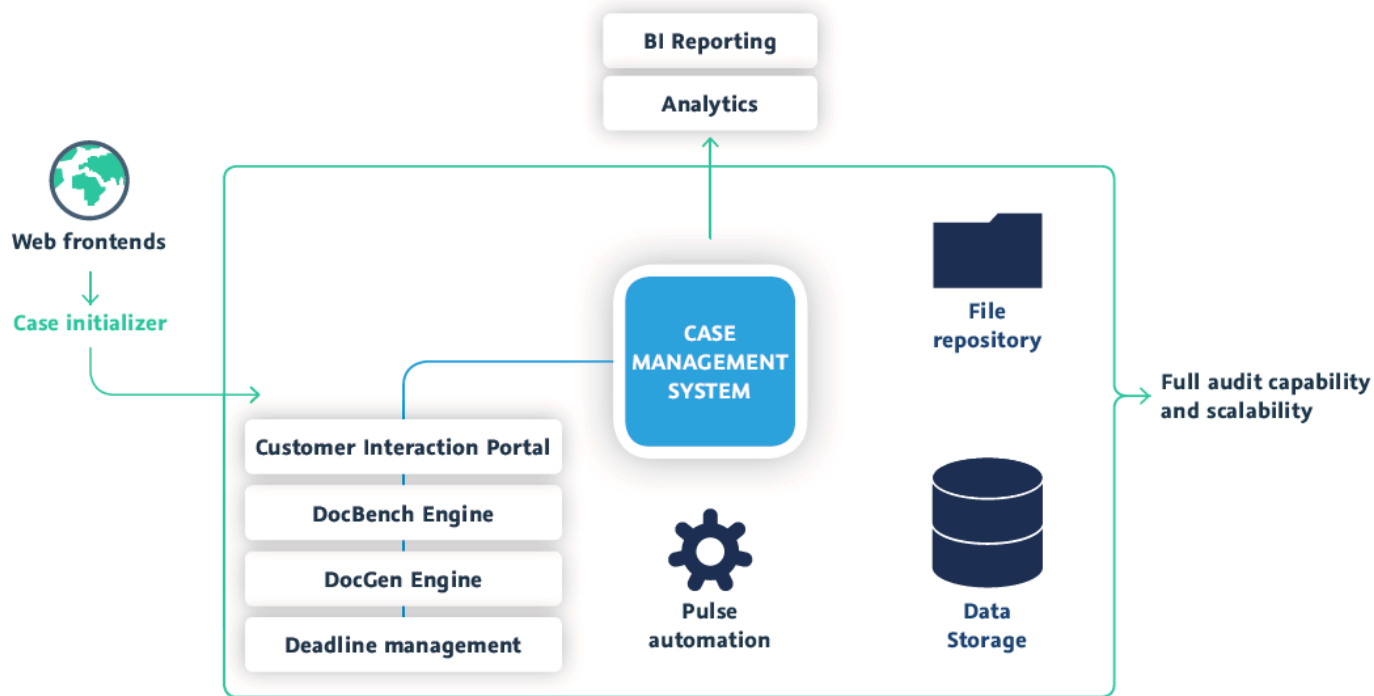 BI Reporting
Analytics
Web frontends
Case initializer
CASE
MANAGEMENT
SYSTEM
File
repository
Full audit capability
and scalability
Customer Interaction Portal
DocBench Engine
DocGen Engine
Deadline management
Pulse
automation
Data
Storage